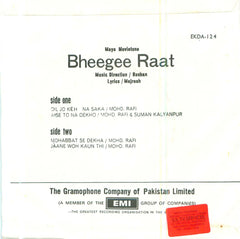 EKDA-124
Maya Movietone
Bheegee Raat
Music Direction / Roshan
Lyrics / Majrooh
side one
DIL JO KEH NA SAKA / MOHD. RAFI
AISE TO NA DEKHO / MOHD. RAFI & SUMAN KALYANPUR
side two
MOHABBAT SE DEKHA / MOHD. RAFI
JAANE WOH KAUN THI / MOHD. RAFI
The Gramophone Company of Pakistan Limited
(A MEMBER OF THE EMI GROUP OF COMPANIES)
—THE GREATEST RECORDING ORGANISATION IN THE